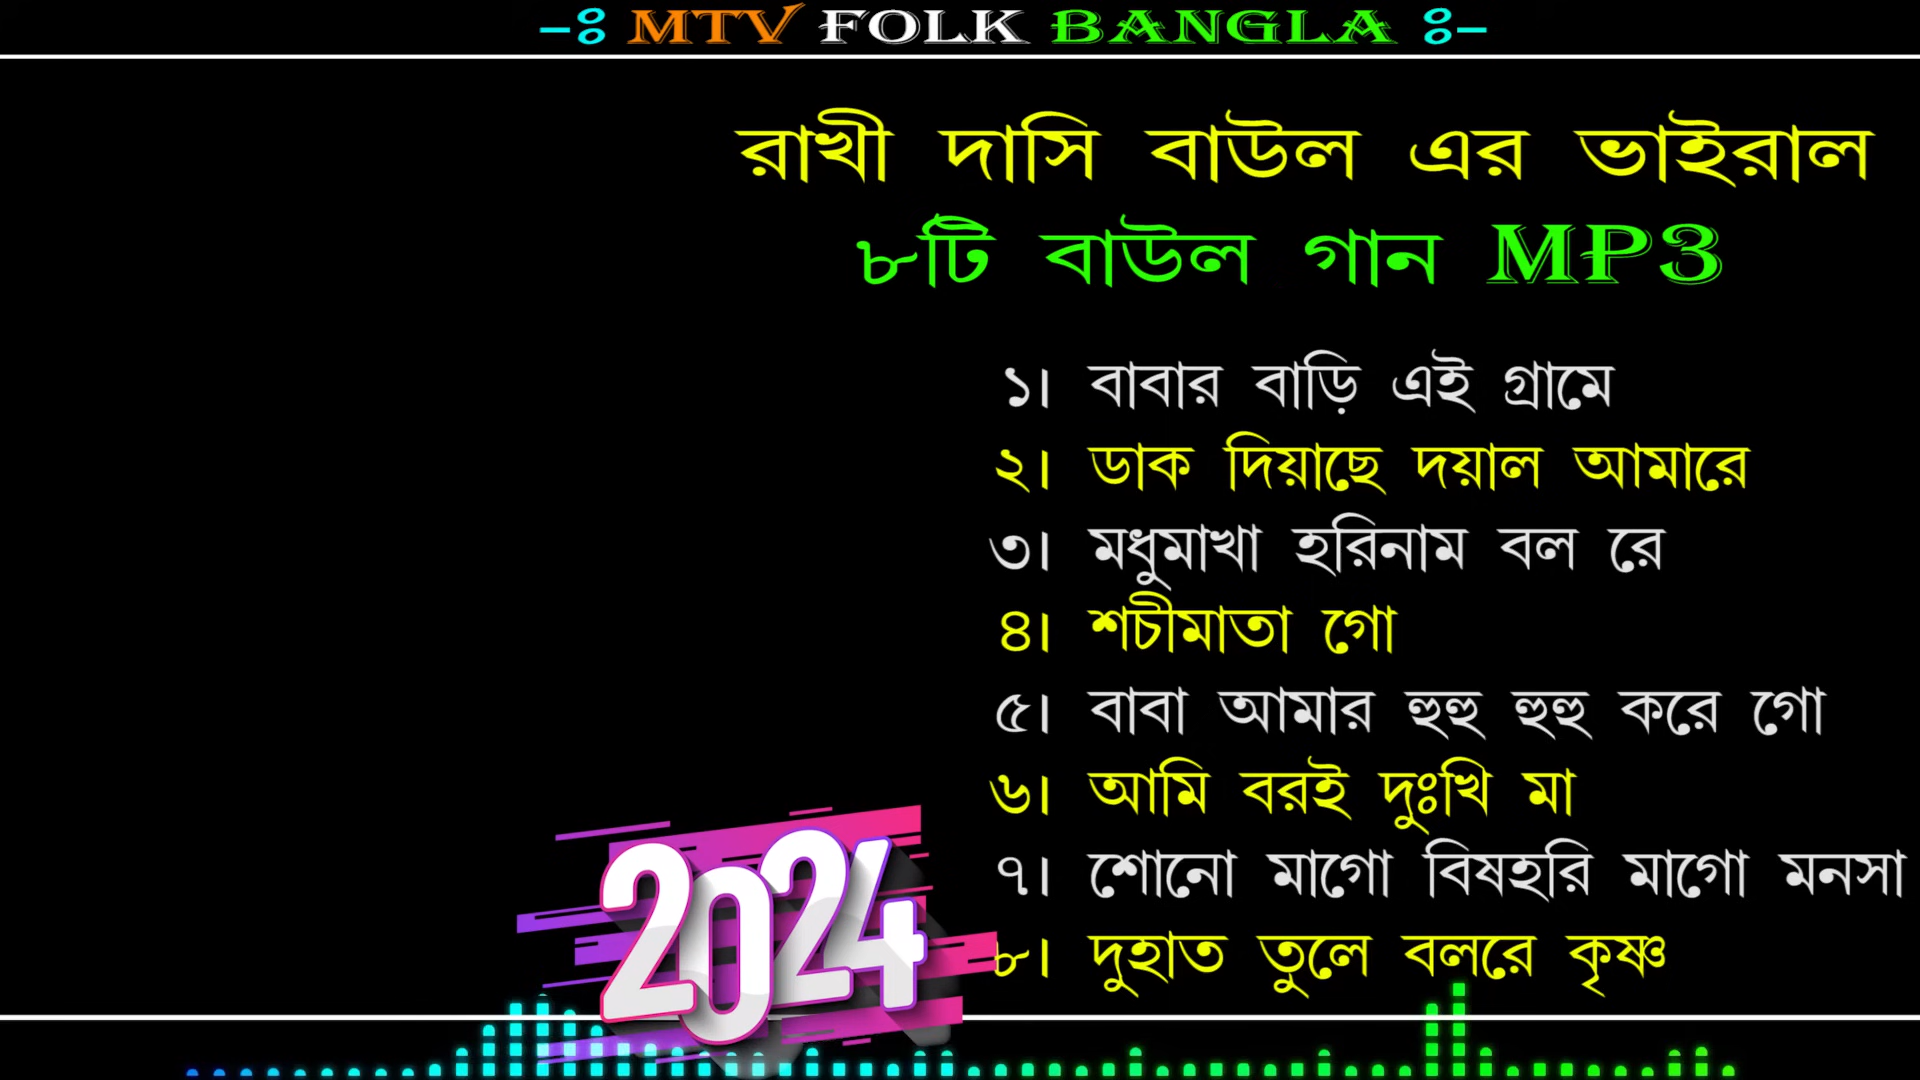 -ঃ MTV FOLK BANGLA ঃ-
রাখী দাসি বাউল এর ভাইরাল
৮টি বাউল গান MP3
১। বাবার বাড়ি এই গ্রামে
২। ডাক দিয়াছে দয়াল আমারে
৩। মধুমাখা হরিনাম বল রে
৪। শচীমাতা গো
৫। বাবা আমার হুহু হুহু করে গো
৬। আমি বরই দুঃখি মা
৭। শোনো মাগো বিষহরি মাগো মনসা
৮। দুহাত তুলে বলরে কৃষ্ণ
2024